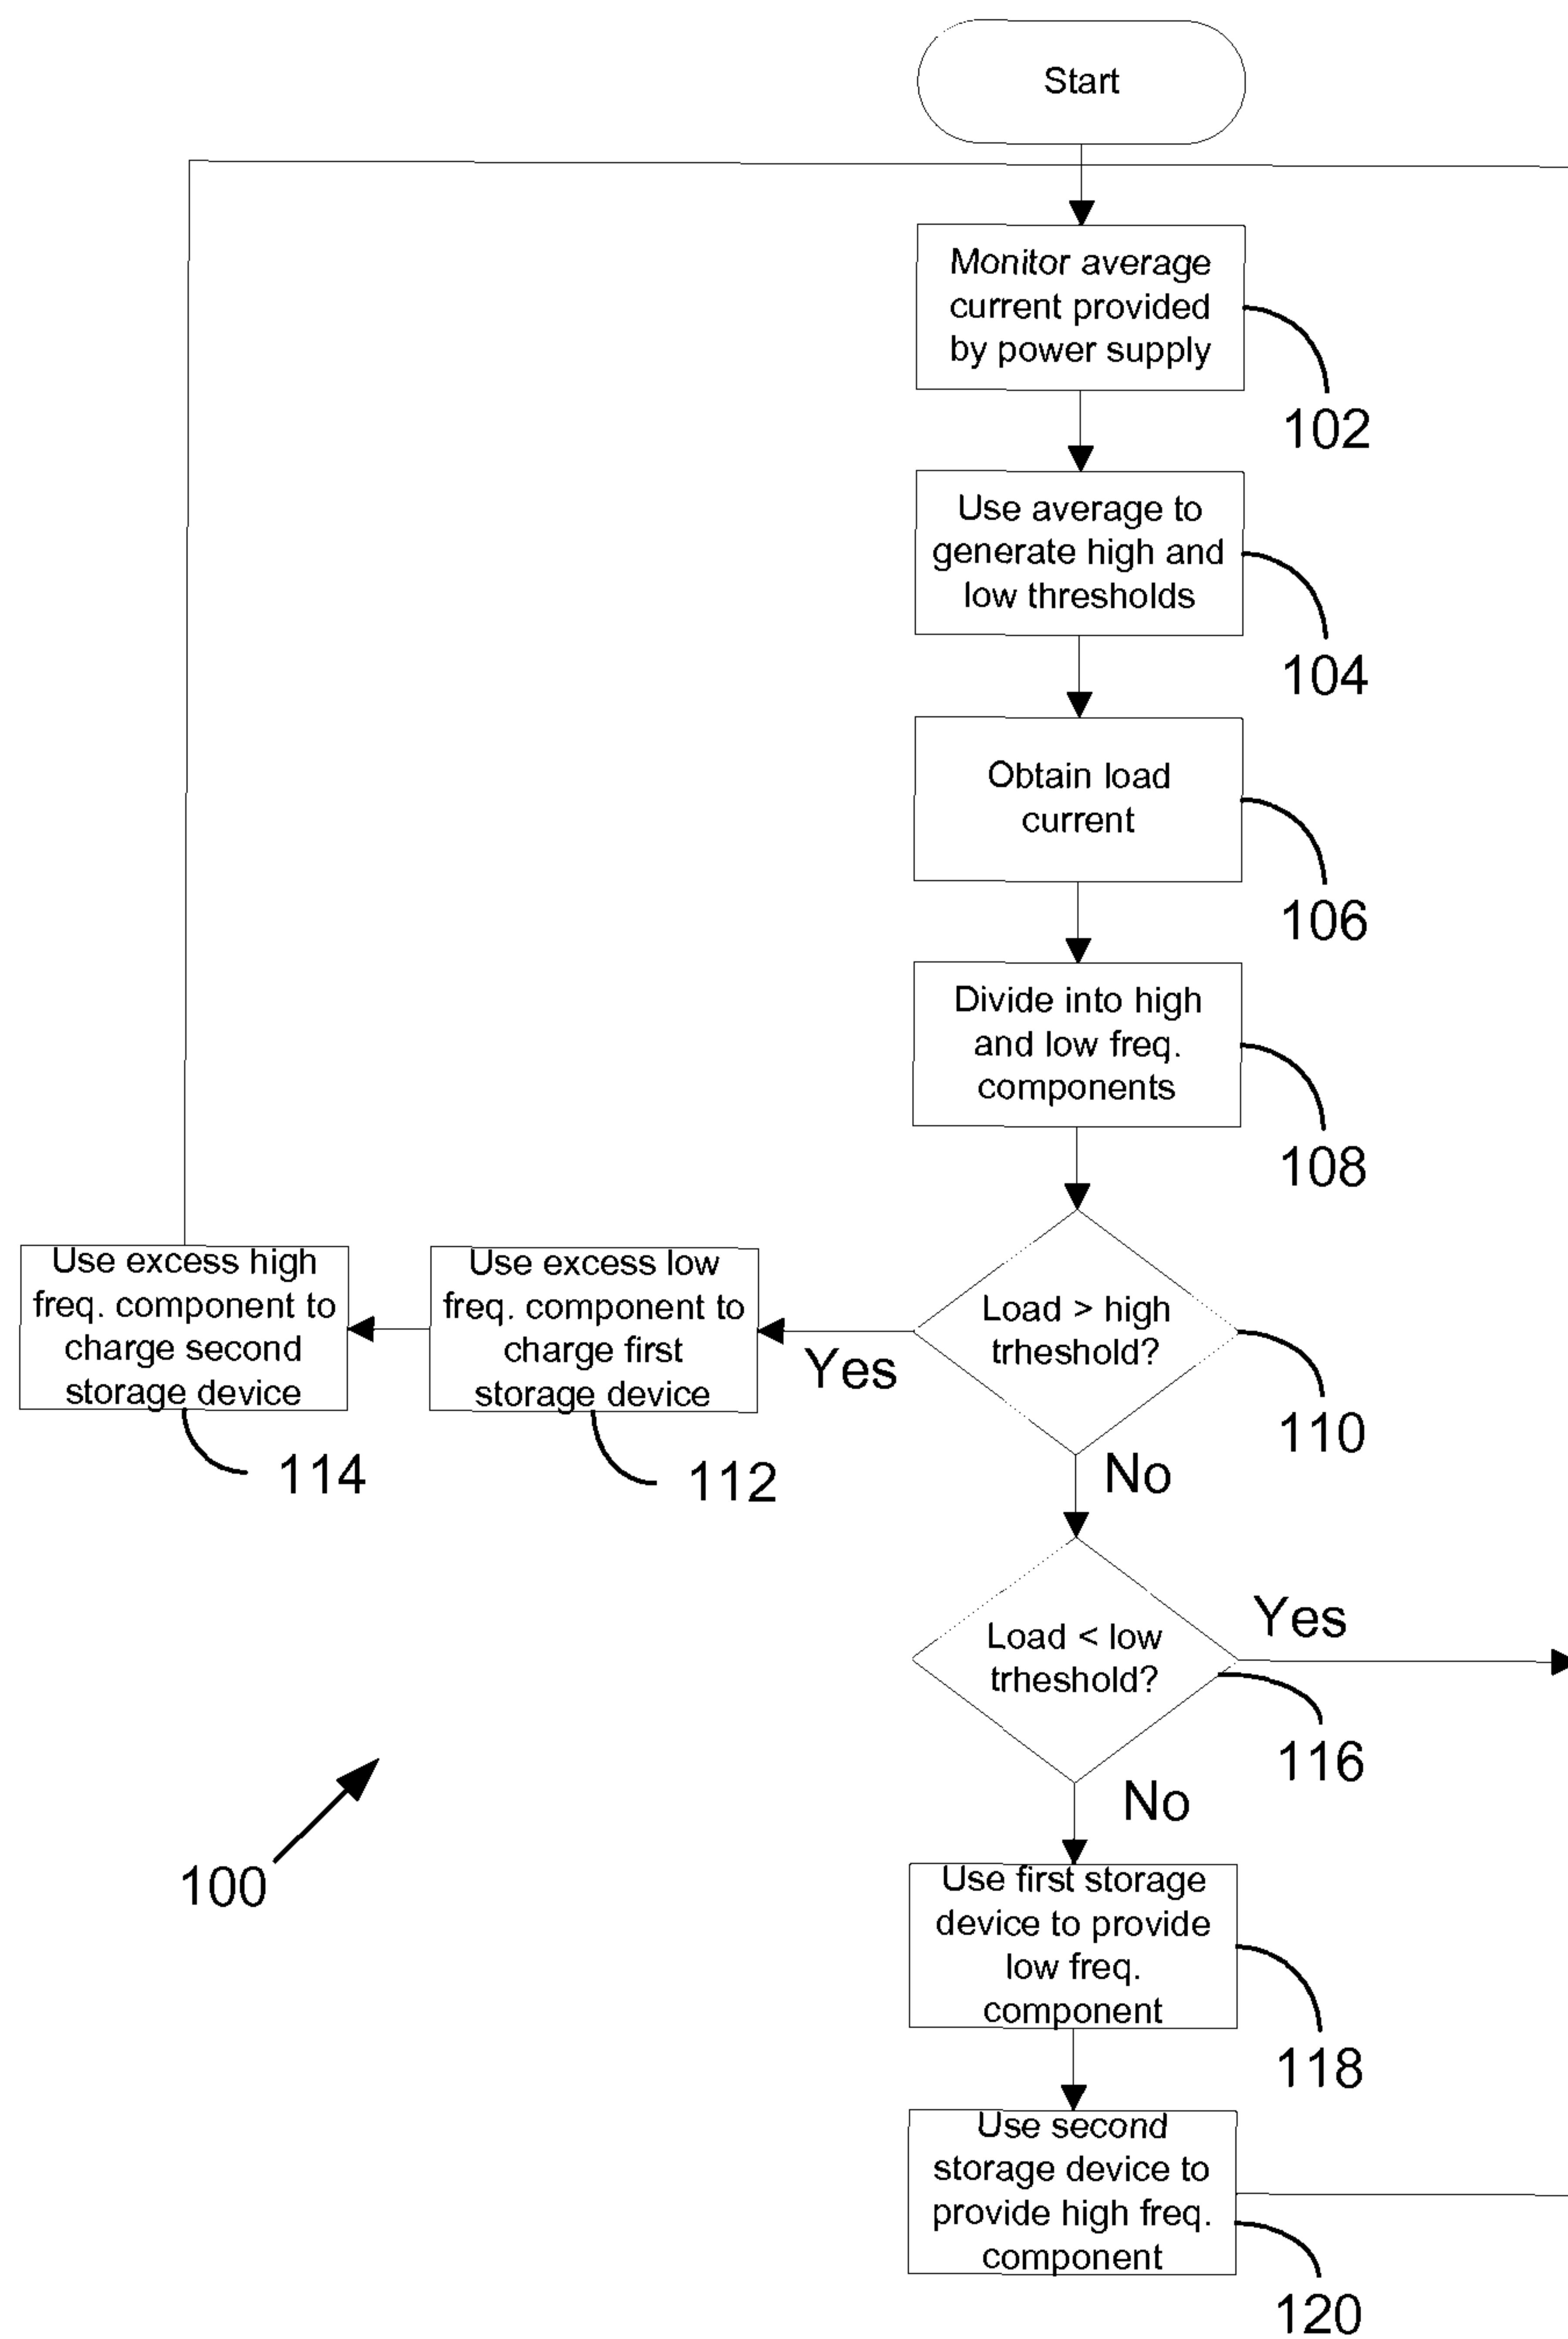 Start
Monitor average
current provided
by power supply
102
Use average to
generate high and
low thresholds
104
Obtain load
current
106
Divide into high
and low freq.
components
108
Load > high
trheshold?
110
Yes
Use excess low
freq. component to
charge first
storage device
112
Use excess high
freq. component to
charge second
storage device
114
No
Load < low
trheshold?
Yes
116
No
100
Use first storage
device to provide
low freq.
component
118
Use second
storage device to
provide high freq.
component
120